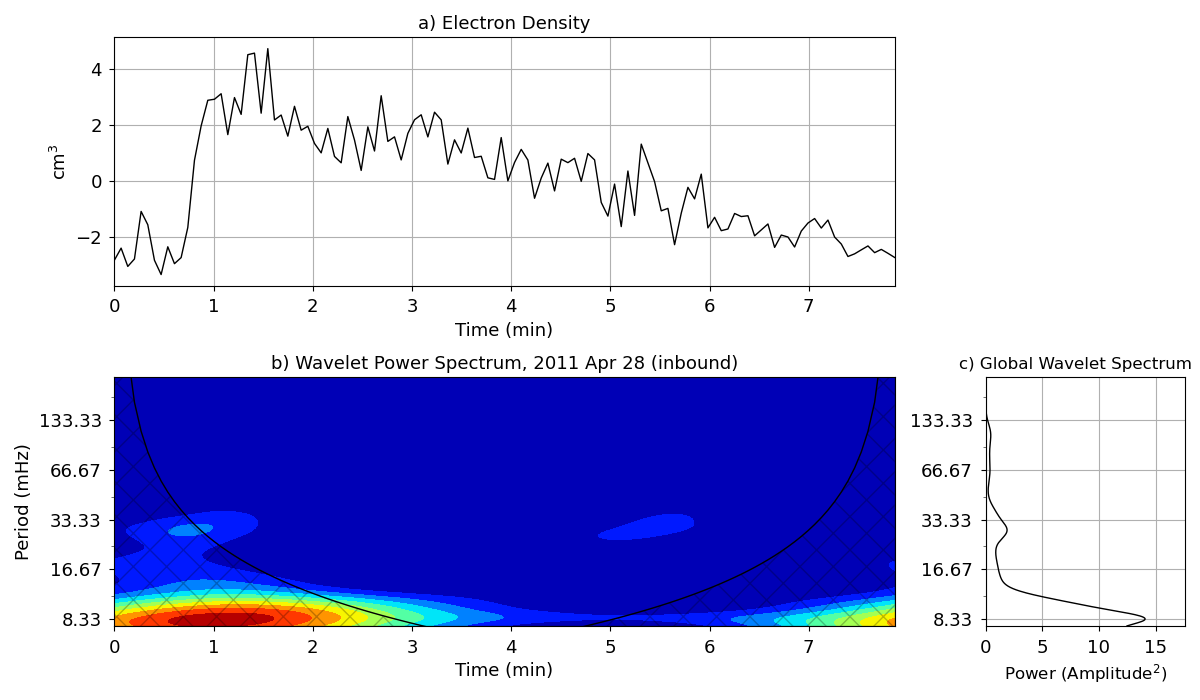 a) Electron Density
4
2
0
−2
cm³
0 1 2 3 4 5 6 7
Time (min)
b) Wavelet Power Spectrum, 2011 Apr 28 (inbound)
c) Global Wavelet Spectrum
133.33
66.67
33.33
16.67
8.33
Period (mHz)
0 1 2 3 4 5 6 7
Time (min)
133.33
66.67
33.33
16.67
8.33
0 5 10 15
Power (Amplitude²)